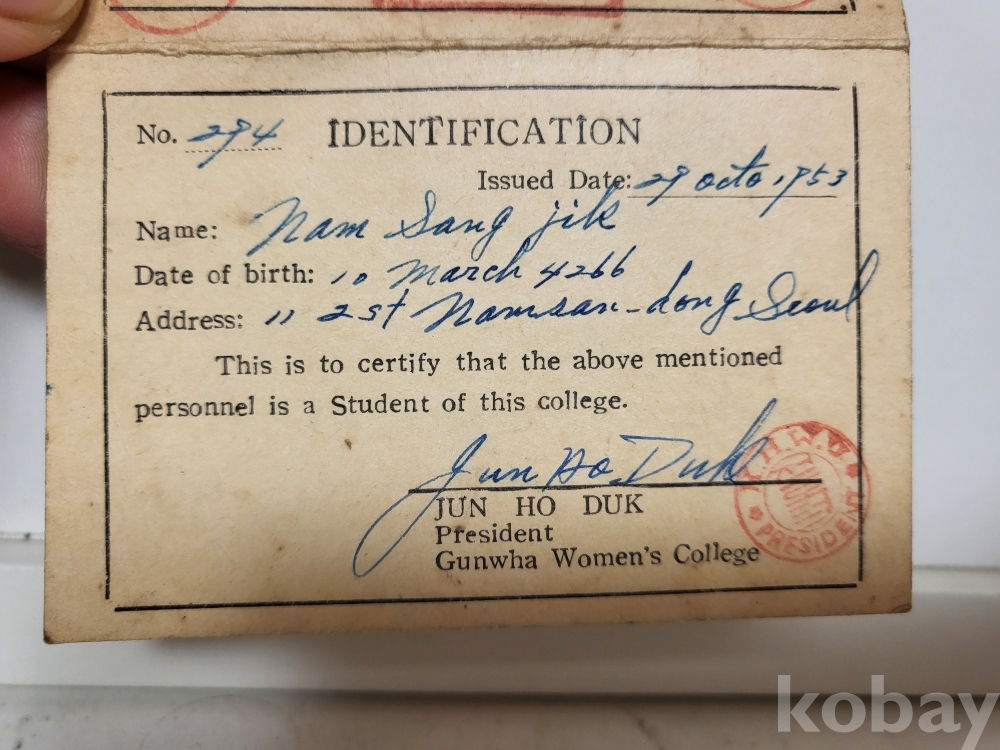 No. 294 IDENTIFICATION
Issued Date: 29 octo. 1953
Name: Nam Sang jik
Date of birth: 10 March 4266
Address: 11 2st Namsan-dong Seoul
This is to certify that the above mentioned
personnel is a Student of this college.
Jun Ho Duk
JUN HO DUK
President
Gunwha Women's College
PRESIDENT
kobay